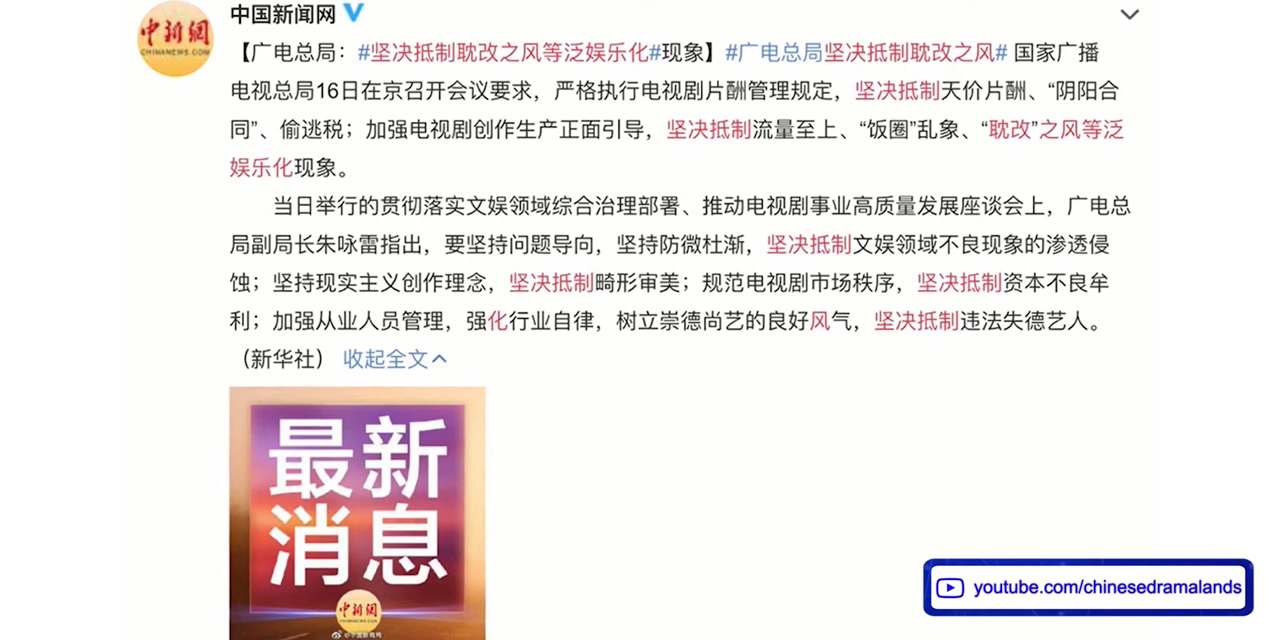 中新網
CHINANEWS.COM
中国新闻网
【广电总局：#坚决抵制耽改之风等泛娱乐化#现象】#广电总局坚决抵制耽改之风# 国家广播
电视总局16日在京召开会议要求，严格执行电视剧片酬管理规定，坚决抵制天价片酬、“阴阳合
同”、偷逃税；加强电视剧创作生产正面引导，坚决抵制流量至上、“饭圈”乱象、“耽改”之风等泛
娱乐化现象。
当日举行的贯彻落实文娱领域综合治理部署、推动电视剧事业高质量发展座谈会上，广电总
局副局长朱咏雷指出，要坚持问题导向，坚持防微杜渐，坚决抵制文娱领域不良现象的渗透侵
蚀；坚持现实主义创作理念，坚决抵制畸形审美；规范电视剧市场秩序，坚决抵制资本不良牟
利；加强从业人员管理，强化行业自律，树立崇德尚艺的良好风气，坚决抵制违法失德艺人。
（新华社） 收起全文
最新
消息
中新網
@中国新闻网
youtube.com/chinesedramalands